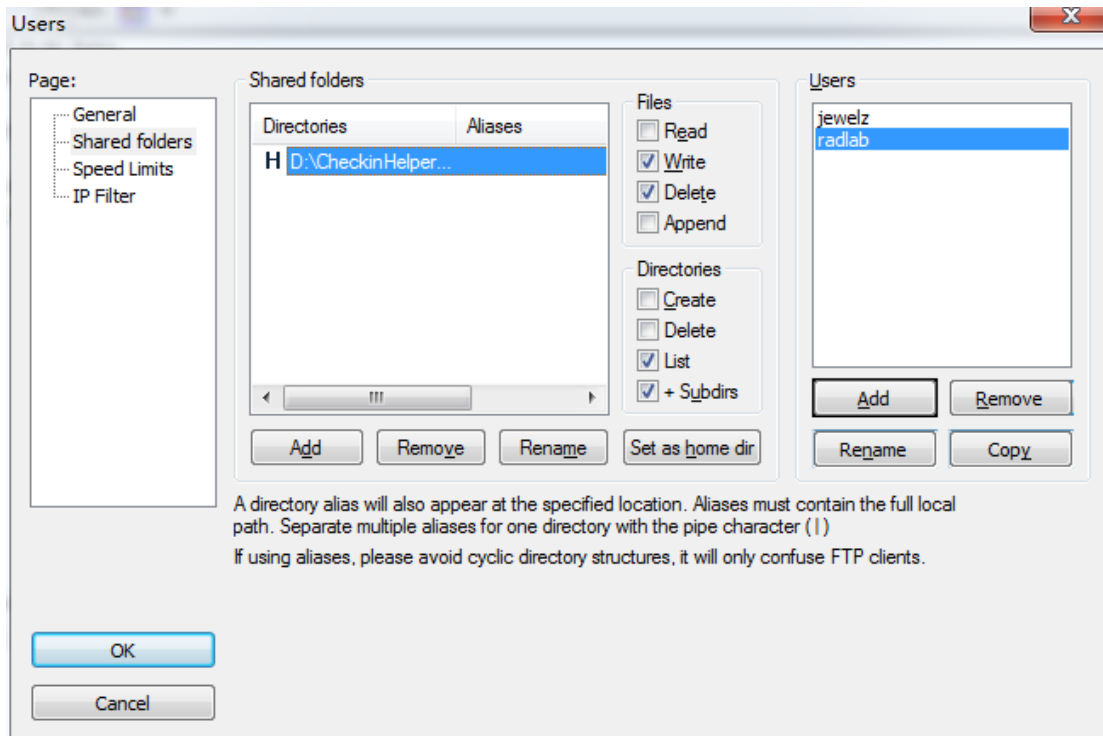 Users
Page:
General
Shared folders
Speed Limits
IP Filter
Shared folders
Directories Aliases
H D:\CheckinHelper...
Files
Read
Write
Delete
Append
Directories
Create
Delete
List
+ Subdirs
Add Remove Rename Set as home dir
Users
jewelz
radlab
Add Remove
Rename Copy
A directory alias will also appear at the specified location. Aliases must contain the full local
path. Separate multiple aliases for one directory with the pipe character (|)
If using aliases, please avoid cyclic directory structures, it will only confuse FTP clients.
OK
Cancel